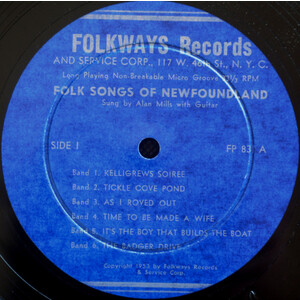 FOLKWAYS Records
AND SERVICE CORP., 117 W. 46th St., N. Y. C.
Long Playing Non-Breakable Micro Groove 33⅓ RPM
FOLK SONGS OF NEWFOUNDLAND
Sung by Alan Mills with Guitar
SIDE I
FP 831 A
Band 1. KELLIGREWS SOIREE
Band 2. TICKLE COVE POND
Band 3. AS I ROVED OUT
Band 4. TIME TO BE MADE A WIFE
Band 5. IT'S THE BOY THAT BUILDS THE BOAT
Band 6. THE BADGER DRIVE
Copyright 1953 by Folkways Records
& Service Corp.